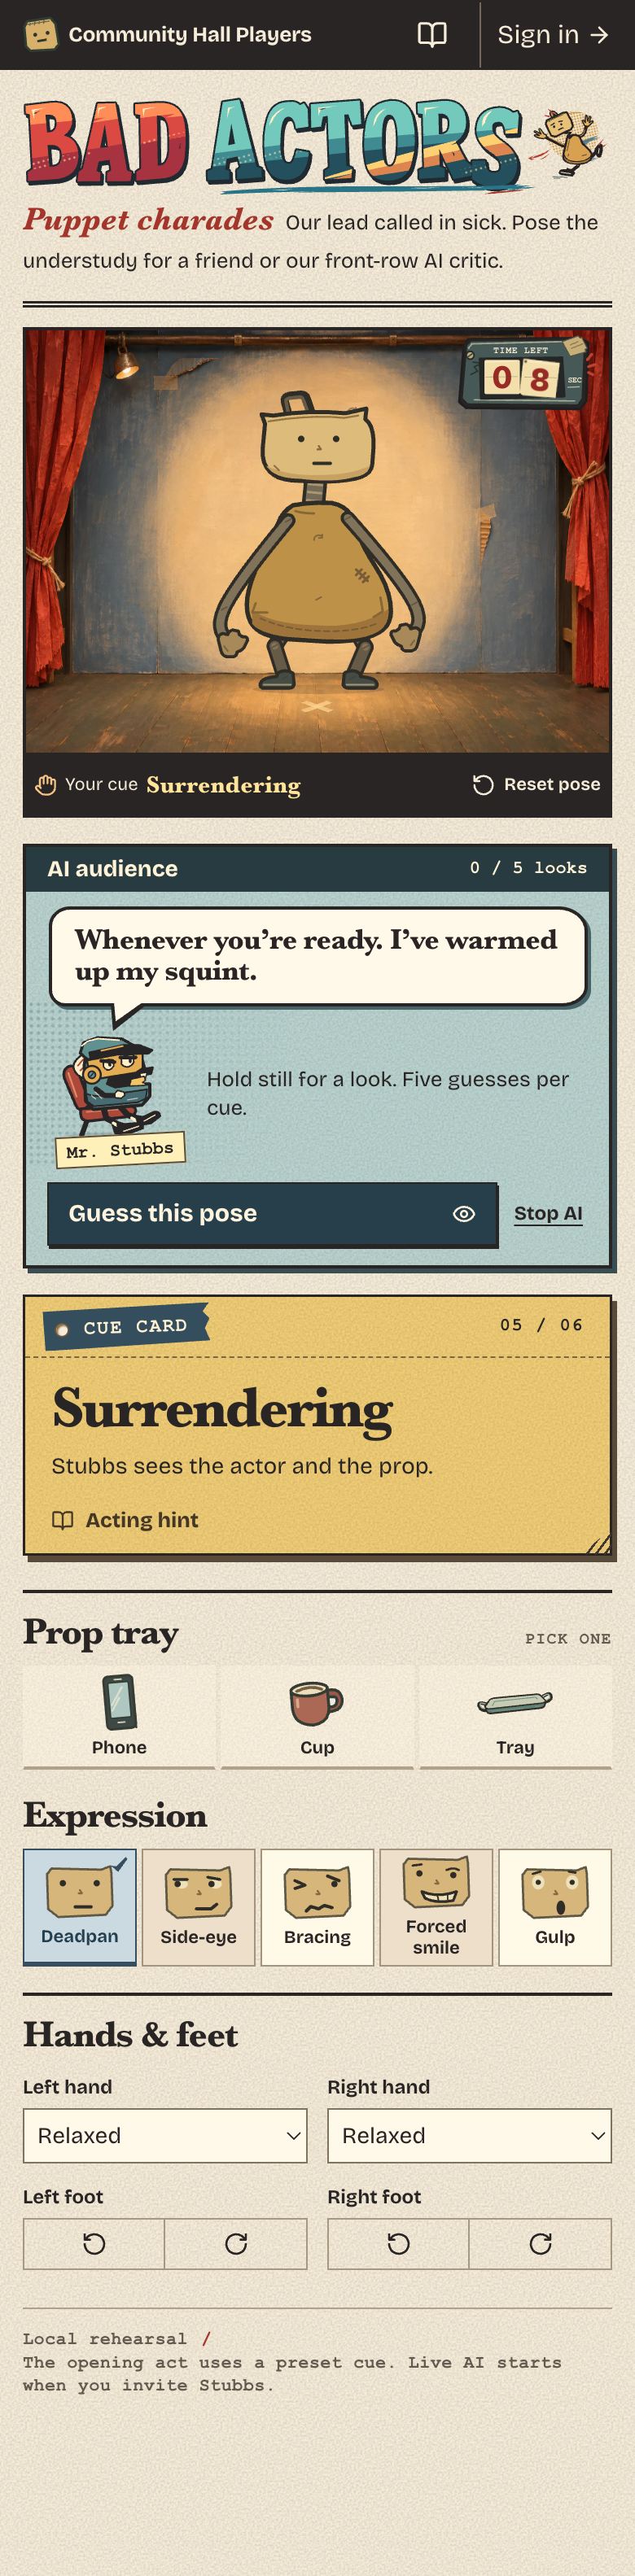 Community Hall Players
Sign in →
BAD ACTORS
Puppet charades Our lead called in sick. Pose the
understudy for a friend or our front-row AI critic.
TIME LEFT
08 SEC
Your cue Surrendering
Reset pose
AI audience
0 / 5 looks
Whenever you’re ready. I’ve warmed
up my squint.
Hold still for a look. Five guesses per
cue.
Mr. Stubbs
Guess this pose
Stop AI
CUE CARD
05 / 06
Surrendering
Stubbs sees the actor and the prop.
Acting hint
Prop tray
PICK ONE
Phone
Cup
Tray
Expression
Deadpan
Side-eye
Bracing
Forced
smile
Gulp
Hands & feet
Left hand
Right hand
Relaxed
Relaxed
Left foot
Right foot
Local rehearsal /
The opening act uses a preset cue. Live AI starts
when you invite Stubbs.